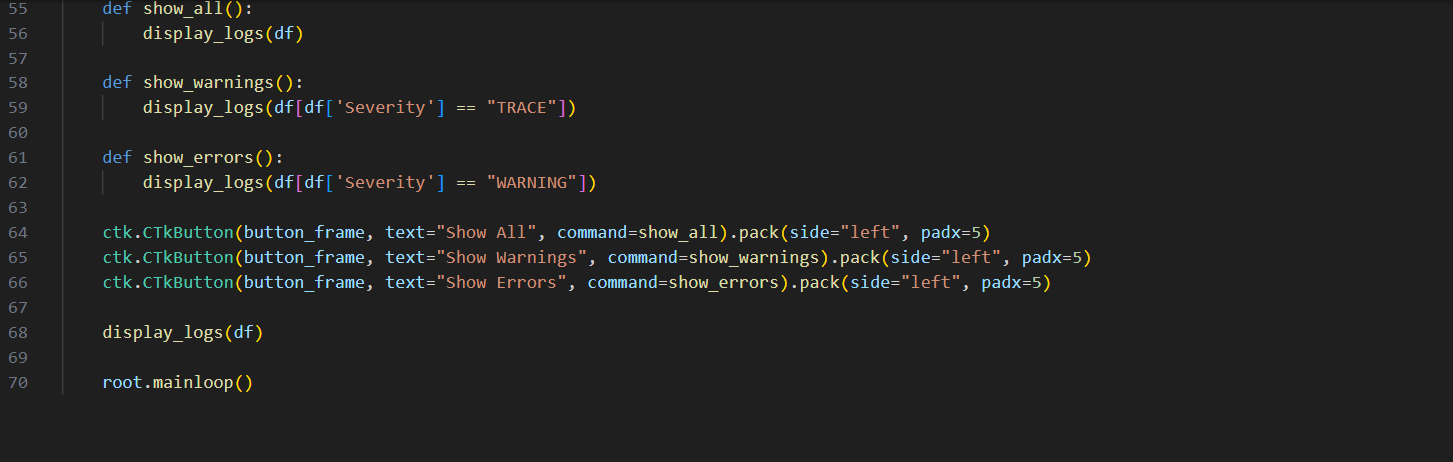 55 def show_all():
56 display_logs(df)
57
58 def show_warnings():
59 display_logs(df[df['Severity'] == "TRACE"])
60
61 def show_errors():
62 display_logs(df[df['Severity'] == "WARNING"])
63
64 ctk.CTkButton(button_frame, text="Show All", command=show_all).pack(side="left", padx=5)
65 ctk.CTkButton(button_frame, text="Show Warnings", command=show_warnings).pack(side="left", padx=5)
66 ctk.CTkButton(button_frame, text="Show Errors", command=show_errors).pack(side="left", padx=5)
67
68 display_logs(df)
69
70 root.mainloop()